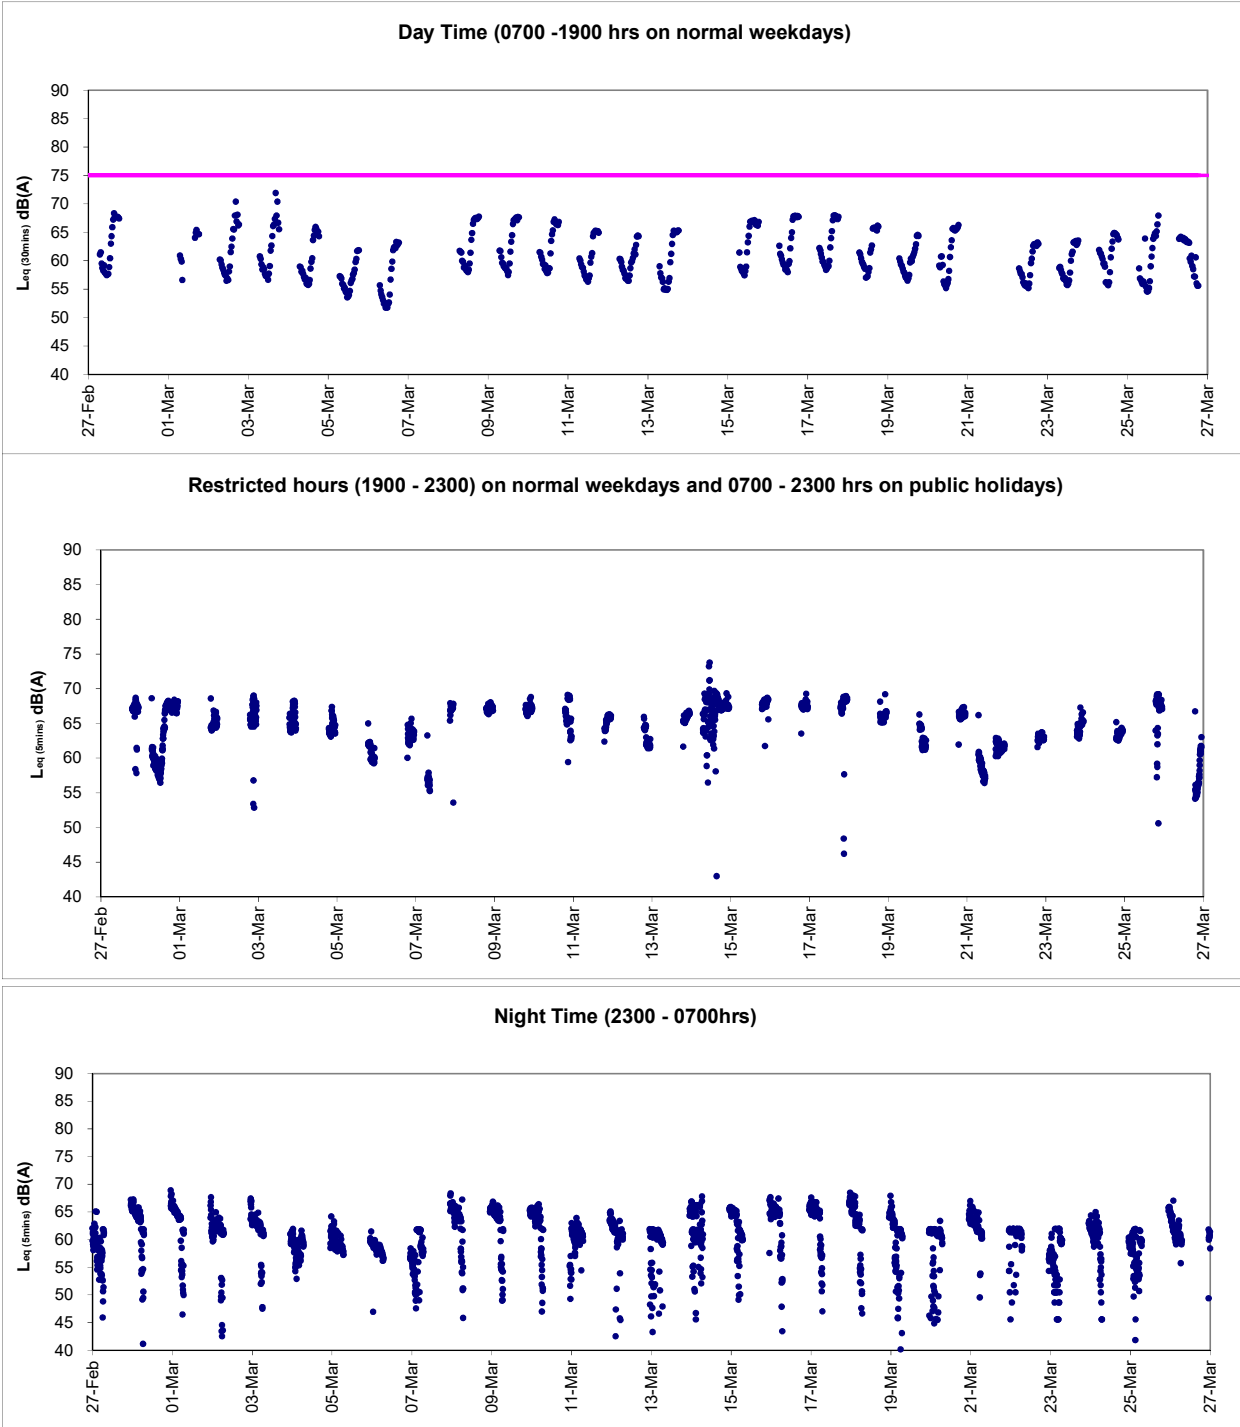 Day Time (0700 -1900 hrs on normal weekdays)
Leq (30mins) dB(A)
90
85
80
75
70
65
60
55
50
45
40
27-Feb
01-Mar
03-Mar
05-Mar
07-Mar
09-Mar
11-Mar
13-Mar
15-Mar
17-Mar
19-Mar
21-Mar
23-Mar
25-Mar
27-Mar
Restricted hours (1900 - 2300) on normal weekdays and 0700 - 2300 hrs on public holidays)
Leq (5mins) dB(A)
90
85
80
75
70
65
60
55
50
45
40
27-Feb
01-Mar
03-Mar
05-Mar
07-Mar
09-Mar
11-Mar
13-Mar
15-Mar
17-Mar
19-Mar
21-Mar
23-Mar
25-Mar
27-Mar
Night Time (2300 - 0700hrs)
Leq (5mins) dB(A)
90
85
80
75
70
65
60
55
50
45
40
27-Feb
01-Mar
03-Mar
05-Mar
07-Mar
09-Mar
11-Mar
13-Mar
15-Mar
17-Mar
19-Mar
21-Mar
23-Mar
25-Mar
27-Mar